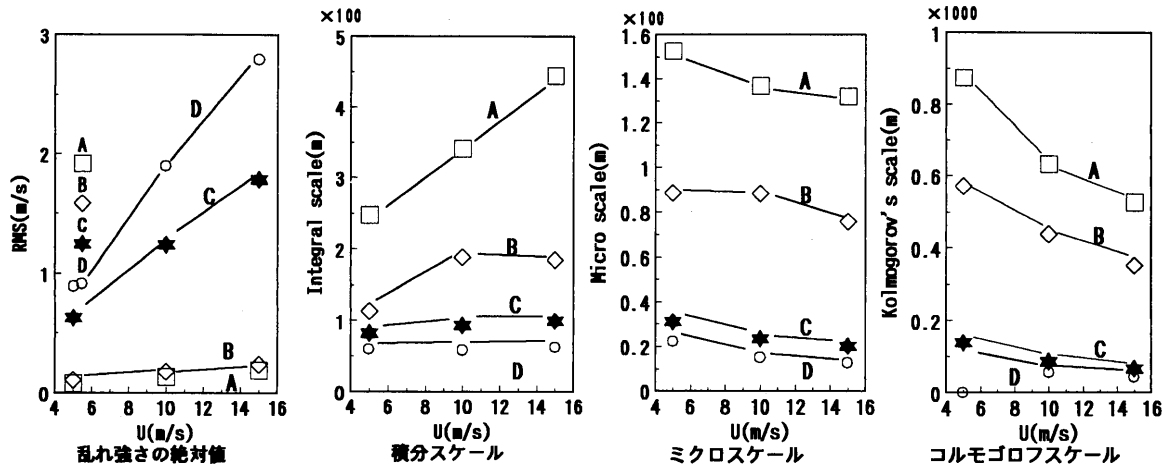 ×100
×100
×1000
3
2
1
0
RMS(m/s)
A
B
C
D
D
C
B
A
4 6 8 10 12 14 16
U(m/s)
乱れ強さの絶対値
5
4
3
2
1
0
Integral scale(m)
A
B
C
D
4 6 8 10 12 14 16
U(m/s)
積分スケール
1.6
1.4
1.2
1
0.8
0.6
0.4
0.2
0
Micro scale(m)
A
B
C
D
4 6 8 10 12 14 16
U(m/s)
ミクロスケール
1
0.8
0.6
0.4
0.2
0
Kolmogorov's scale(m)
A
B
C
D
4 6 8 10 12 14 16
U(m/s)
コルモゴロフスケール